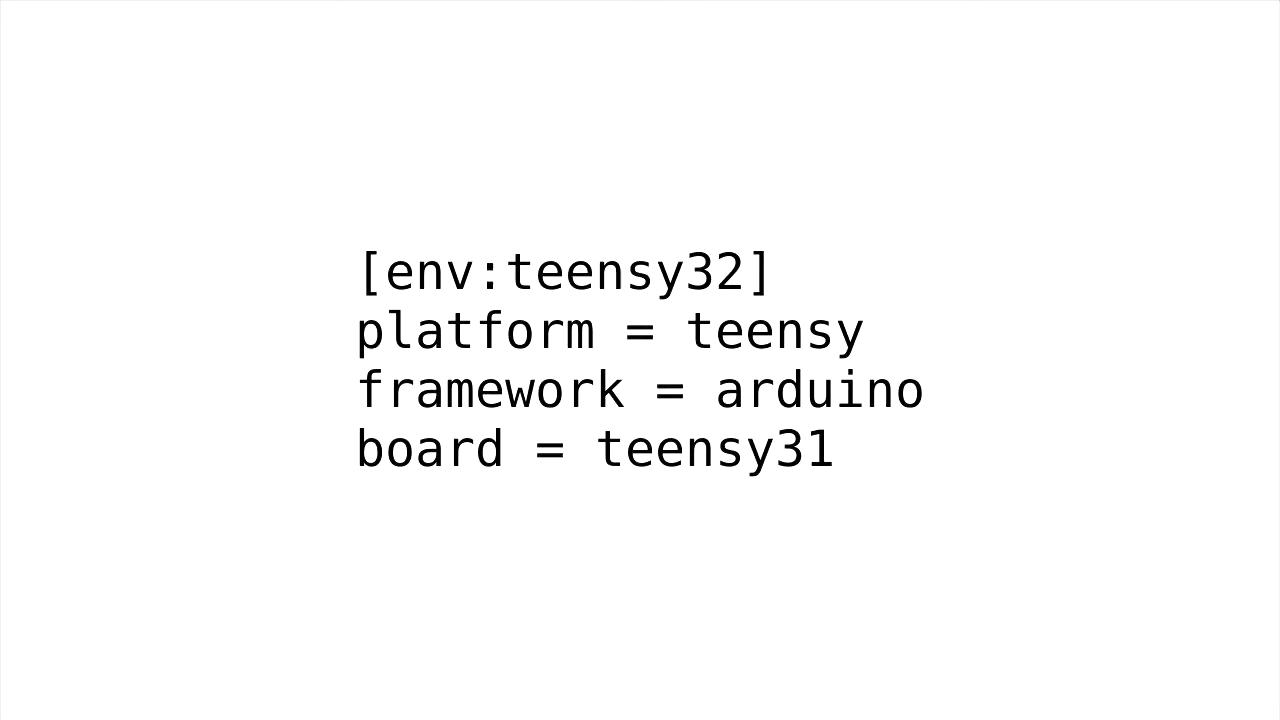 [env:teensy32]
platform = teensy
framework = arduino
board = teensy31